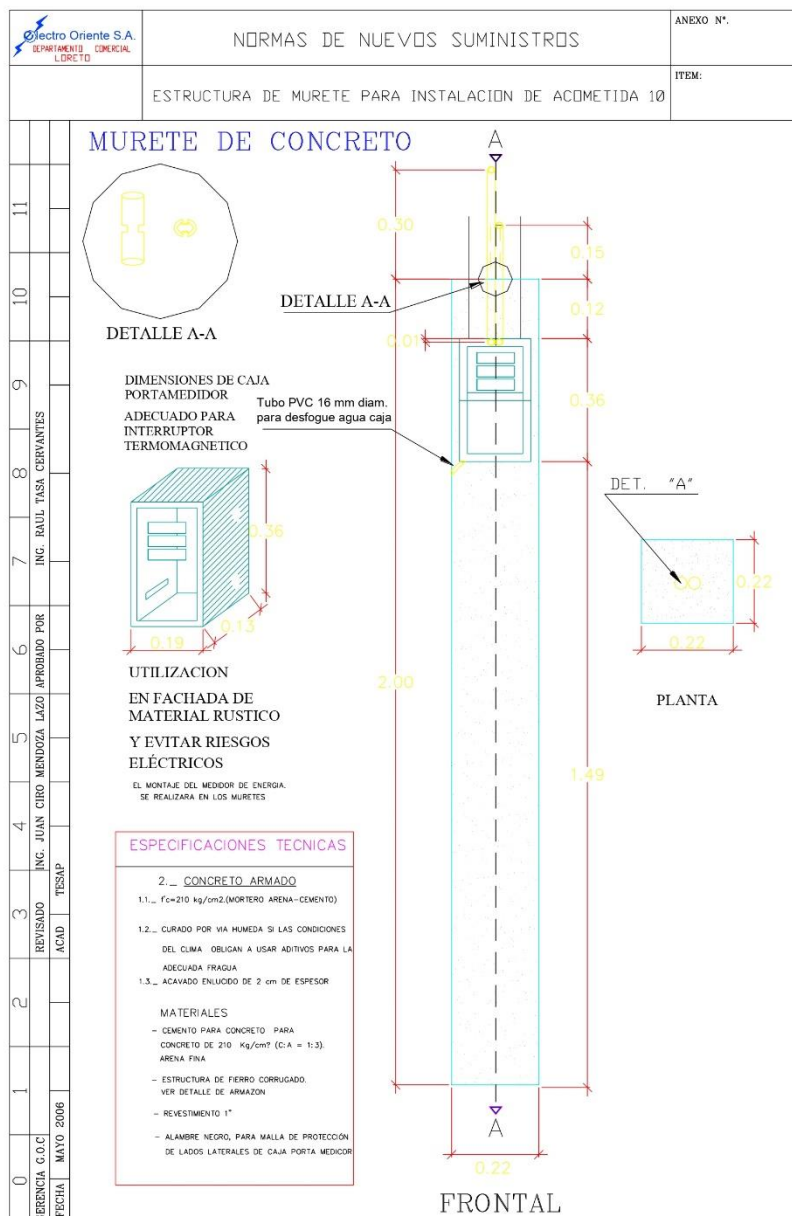 electro Oriente S.A.
DEPARTAMENTO COMERCIAL
LORETO
NORMAS DE NUEVOS SUMINISTROS
ANEXO Nº.
ESTRUCTURA DE MURETE PARA INSTALACION DE ACOMETIDA 10
ITEM:
MURETE DE CONCRETO
A
0.30
0.15
DETALLE A-A
0.12
DETALLE A-A
0.01
DIMENSIONES DE CAJA
PORTAMEDIDOR
ADECUADO PARA
INTERRUPTOR
TERMOMAGNETICO
Tubo PVC 16 mm diam.
para desfogue agua caja
0.36
DET. "A"
0.36
0.13
0.19
0.22
0.22
PLANTA
UTILIZACION
EN FACHADA DE
MATERIAL RUSTICO
Y EVITAR RIESGOS
ELÉCTRICOS
2.00
1.49
EL MONTAJE DEL MEDIDOR DE ENERGIA.
SE REALIZARA EN LOS MURETES
ESPECIFICACIONES TECNICAS
2._ CONCRETO ARMADO
1.1._ f'c=210 kg/cm2.(MORTERO ARENA-CEMENTO)
1.2._ CURADO POR VIA HUMEDA SI LAS CONDICIONES
DEL CLIMA OBLIGAN A USAR ADITIVOS PARA LA
ADECUADA FRAGUA
1.3._ ACAVADO ENLUCIDO DE 2 cm DE ESPESOR
MATERIALES
- CEMENTO PARA CONCRETO PARA
CONCRETO DE 210 Kg/cm? (C:A = 1:3).
ARENA FINA
- ESTRUCTURA DE FIERRO CORRUGADO.
VER DETALLE DE ARMAZON
- REVESTIMIENTO 1"
- ALAMBRE NEGRO, PARA MALLA DE PROTECCIÓN
DE LADOS LATERALES DE CAJA PORTA MEDICOR
A
0.22
FRONTAL
11
10
9
8
7
6
5
4
3
2
1
0
ERENCIA G.O.C
REVISADO
ING. JUAN CIRO MENDOZA LAZO
APROBADO POR
ING. RAUL TASA CERVANTES
FECHA
MAYO 2006
ACAD
TESAP